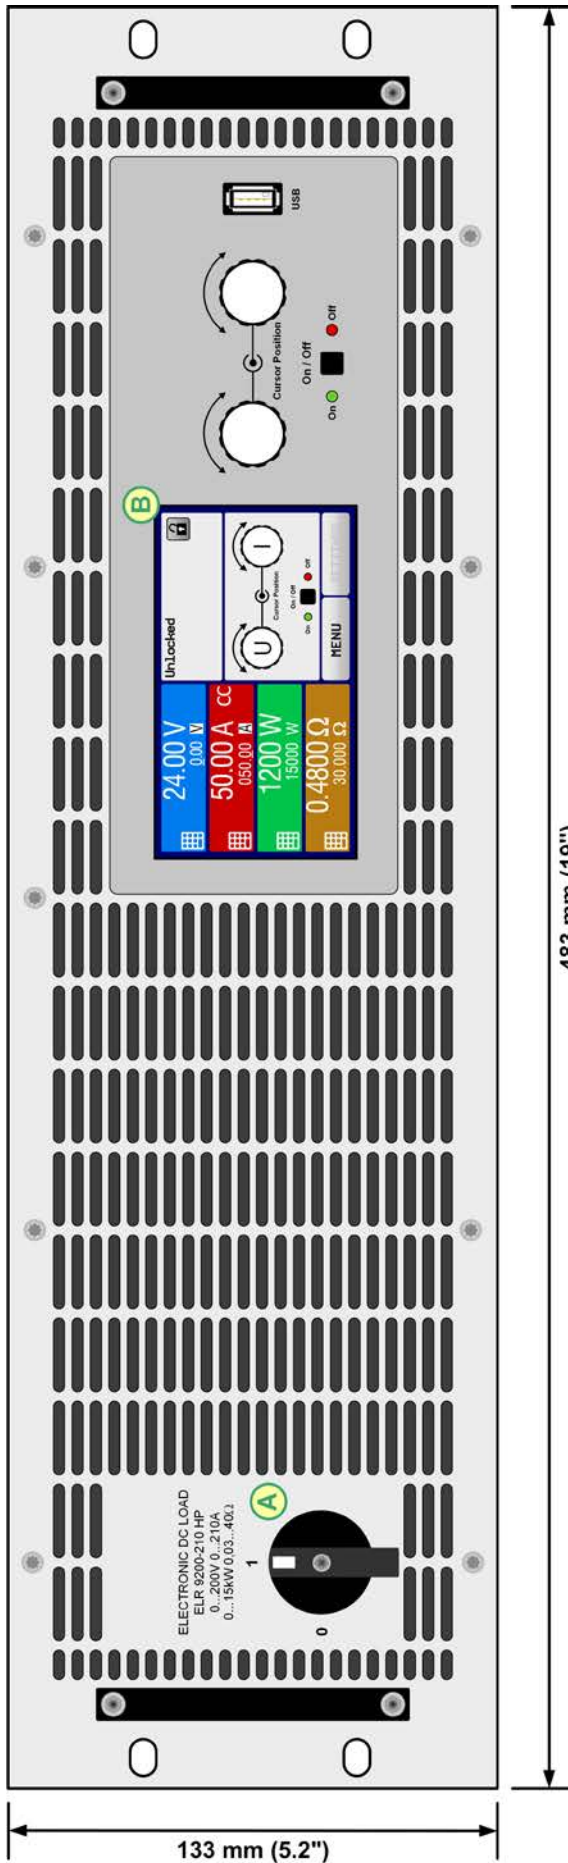 ELECTRONIC DC LOAD
ELR 9200-210 HP
0...200V 0...210A
0...15kW 0,03...40Ω
A
0
1
B
24.00 V
0.00 V
50.00 A CC
050.00 A
1200 W
15000 W
0.4800 Ω
30.000 Ω
Unlocked
U
I
Cursor Position
On / Off
On
Off
MENU
SETTINGS
Cursor Position
On / Off
On
Off
USB
483 mm (19")
133 mm (5.2")